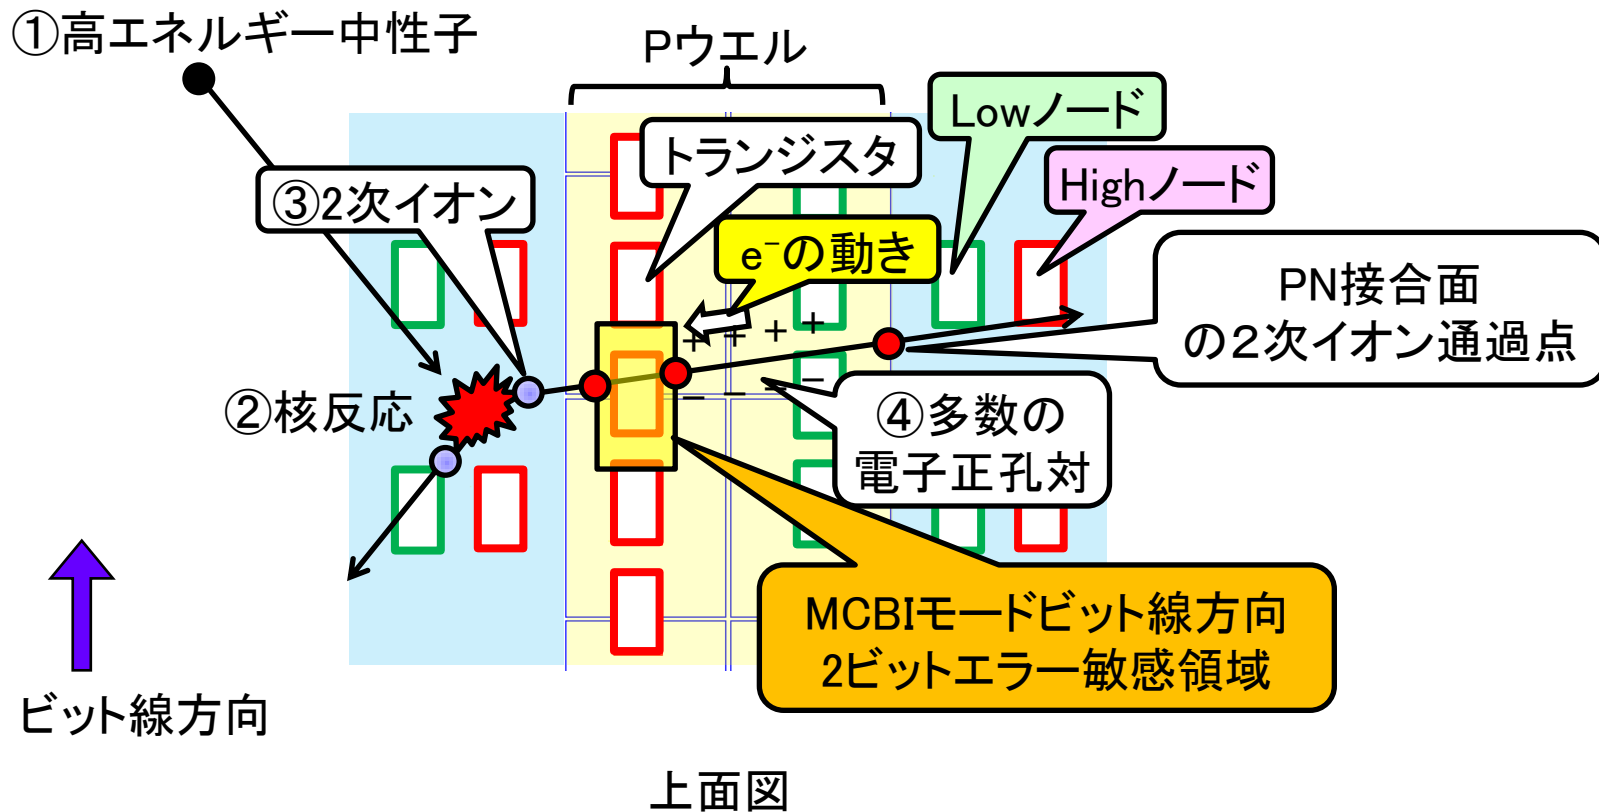 ①高エネルギー中性子
Pウエル
Lowノード
トランジスタ
Highノード
③2次イオン
e⁻の動き
PN接合面
の2次イオン通過点
+ + + +
− − − −
②核反応
④多数の
電子正孔対
MCBIモードビット線方向
2ビットエラー敏感領域
ビット線方向
上面図